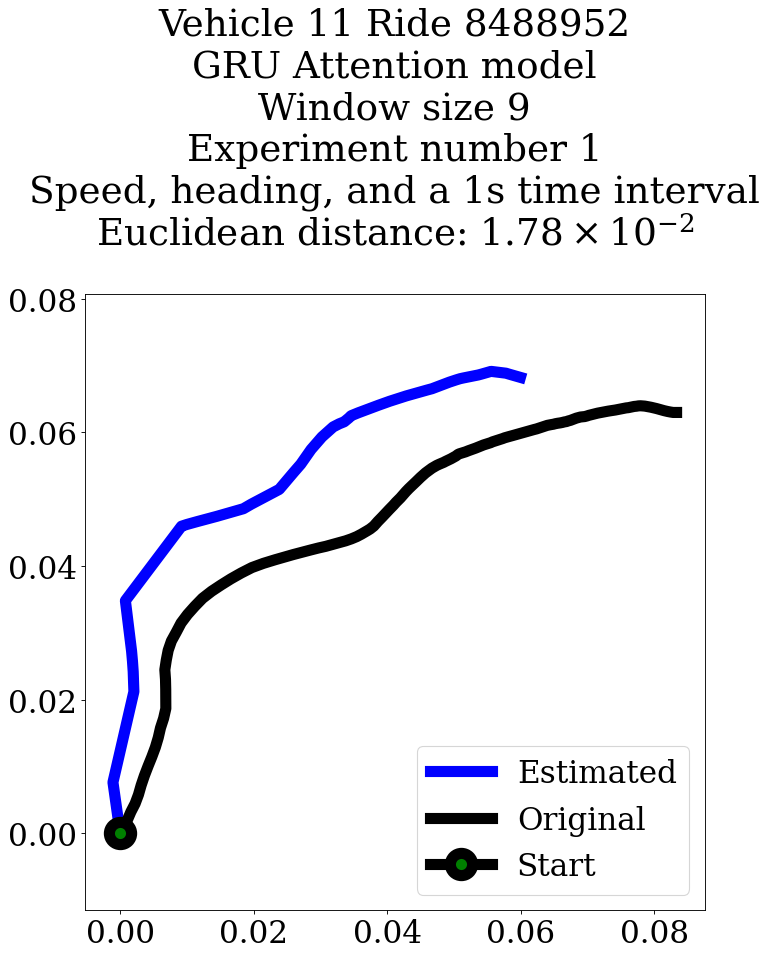 Vehicle 11 Ride 8488952
GRU Attention model
Window size 9
Experiment number 1
Speed, heading, and a 1s time interval
Euclidean distance: 1.78 × 10⁻²
0.08
0.06
0.04
0.02
0.00
Estimated
Original
Start
0.00 0.02 0.04 0.06 0.08